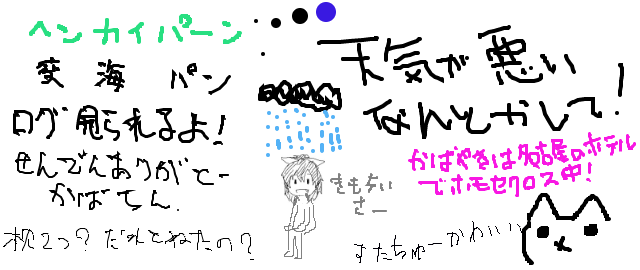 ヘンカイパーン
変 海 パン
ログ見られるよ!
せんでんありがとー
かばちん.
枕2つ?だれとねたの?
天気が悪い
なんとかして!
かばやきは名古屋のホテル
でホモセクロス中!
きもちい
さー
すたちゅーかわいい